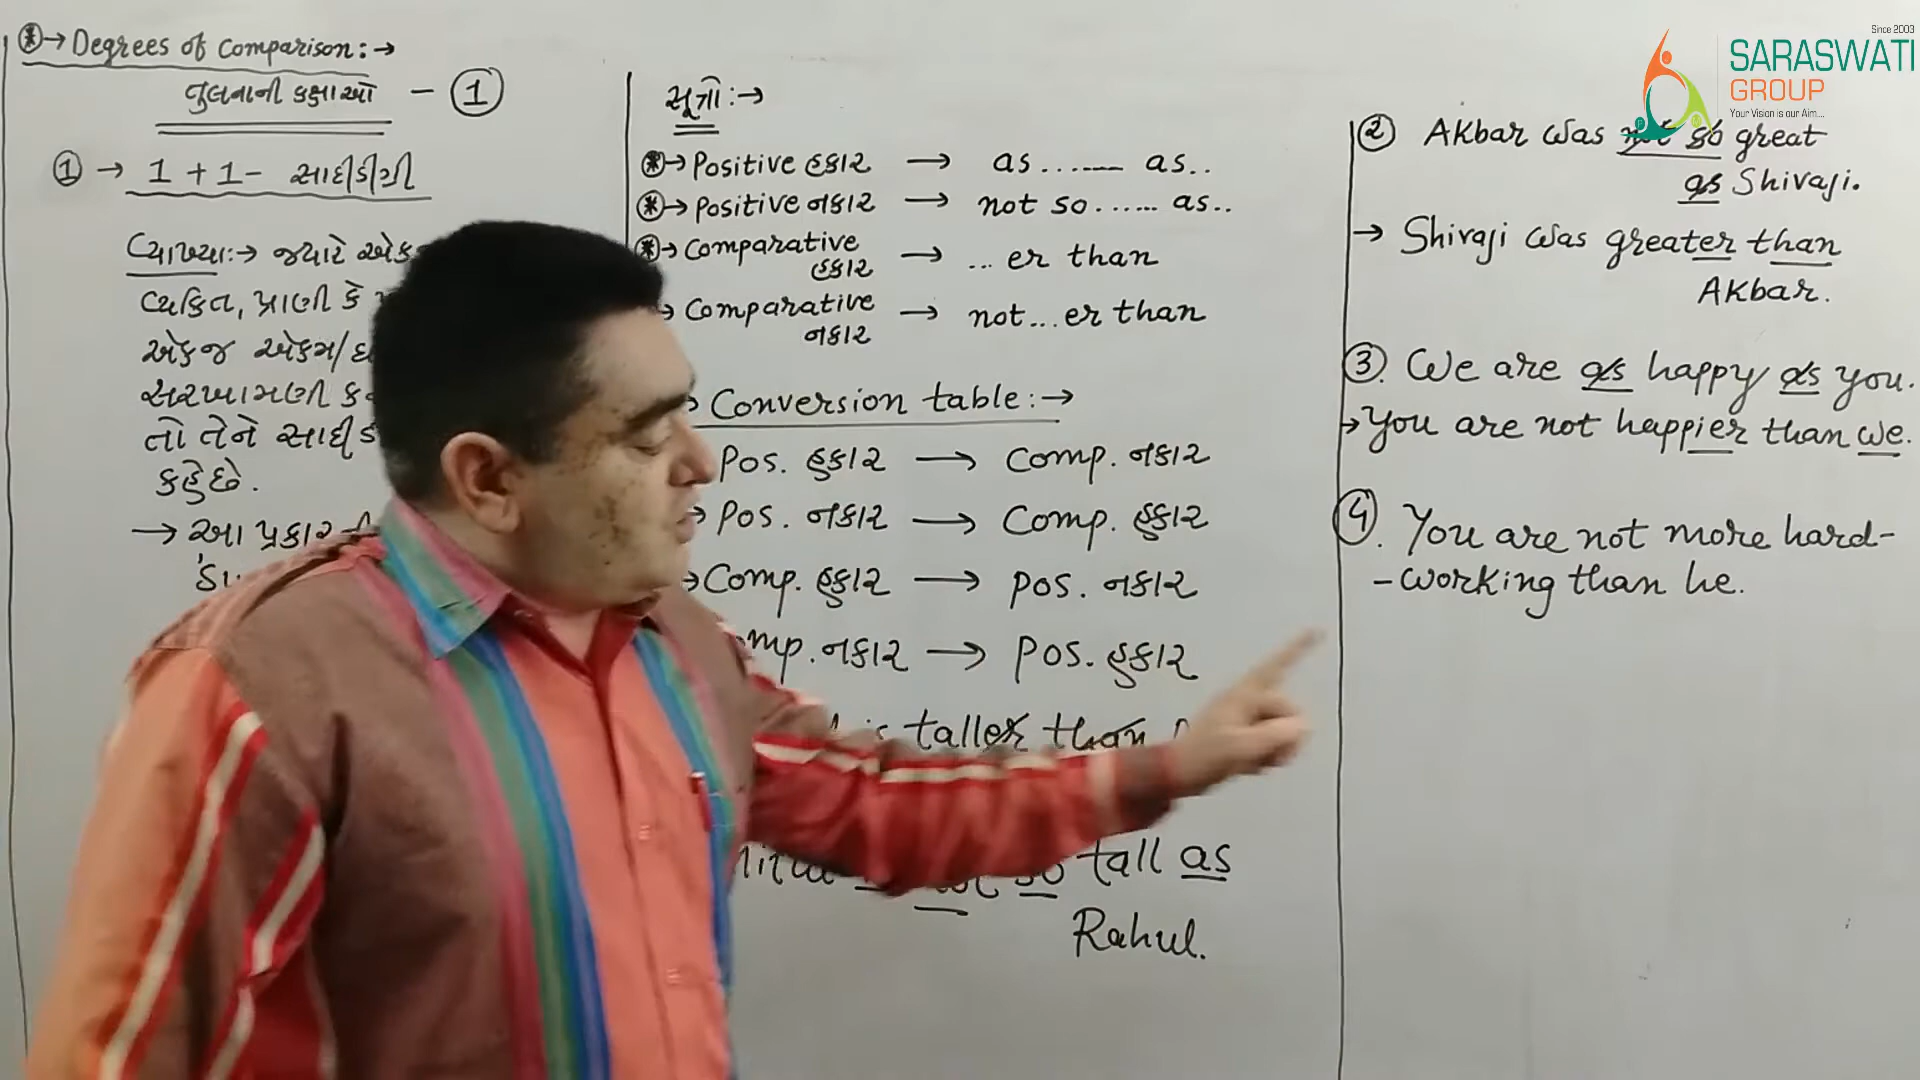 ⊛→ Degrees of Comparison:→
તુલનાની કક્ષાઓ - ①
① → 1 + 1 - સાદીડીગ્રી
વ્યાખ્યા:→ જ્યારે
વ્યકિત, પ્રાણી કે
એકજ એકમ/
સરખામણી
તો તેને સાદી
કહેછે.
→ આ પ્રકાર
સૂત્રો:→
⊛→ Positive હકાર → as ...... as..
⊛→ Positive નકાર → not so ...... as..
⊛→ Comparative
હકાર → ... er than
Comparative
નકાર → not...er than
Conversion table:→
Pos. હકાર → Comp. નકાર
Pos. નકાર → Comp. હકાર
Comp. હકાર → Pos. નકાર
નકાર → Pos. હકાર
is taller than
so tall as
Rahul.
② Akbar was not so great
as Shivaji.
→ Shivaji was greater than
Akbar.
③. We are as happy as you.
→ You are not happier than we.
④. You are not more hard-
-working than he.
Since 2003
SARASWATI
GROUP
Your Vision is our Aim....